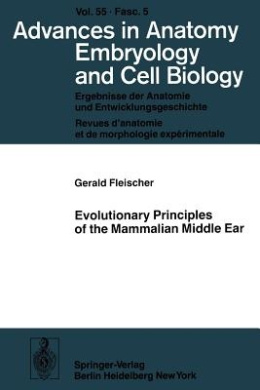 Vol. 55 · Fasc. 5
Advances in Anatomy
Embryology
and Cell Biology
Ergebnisse der Anatomie
und Entwicklungsgeschichte
Revues d'anatomie
et de morphologie expérimentale
Gerald Fleischer
Evolutionary Principles
of the Mammalian Middle Ear
Springer-Verlag
Berlin Heidelberg New York